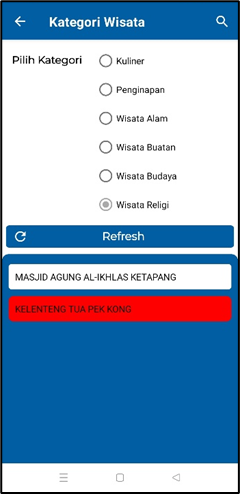 Kategori Wisata
Pilih Kategori
Kuliner
Penginapan
Wisata Alam
Wisata Buatan
Wisata Budaya
Wisata Religi
Refresh
MASJID AGUNG AL-IKHLAS KETAPANG
KELENTENG TUA PEK KONG